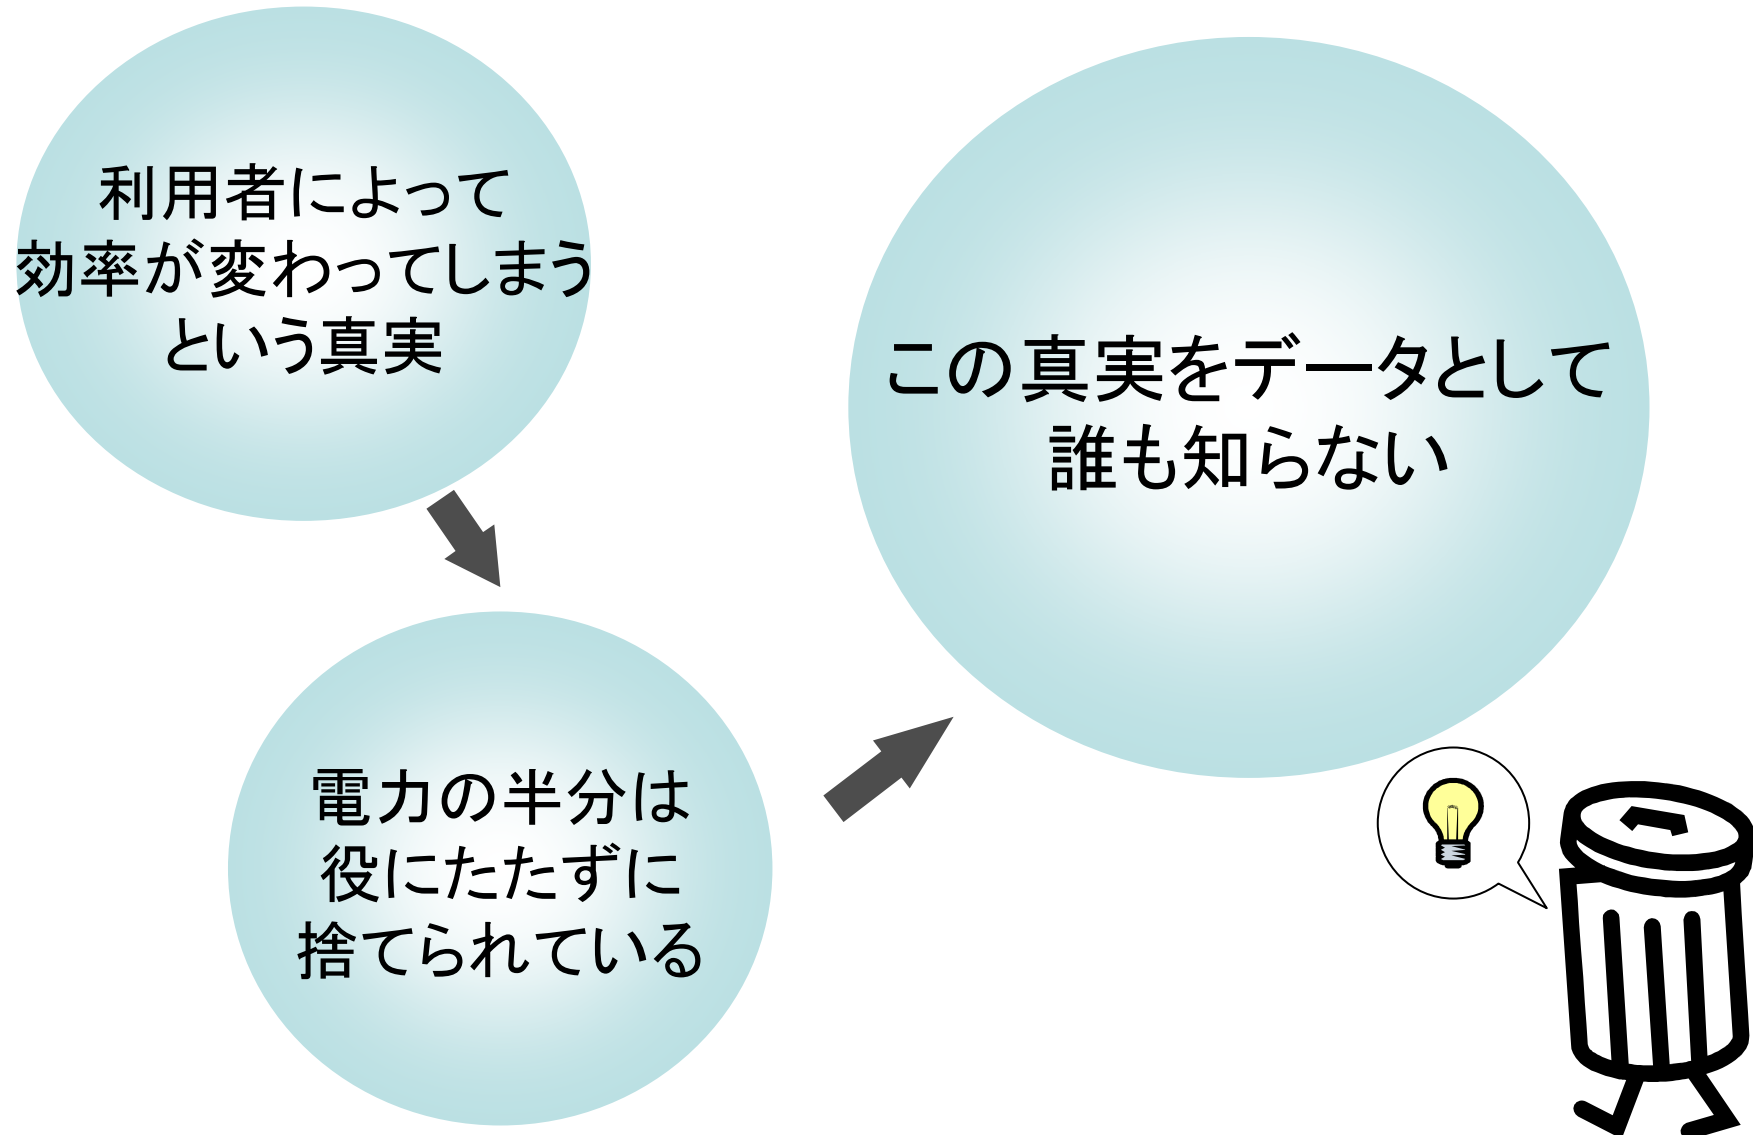 利用者によって
効率が変わってしまう
という真実
電力の半分は
役にたたずに
捨てられている
この真実をデータとして
誰も知らない